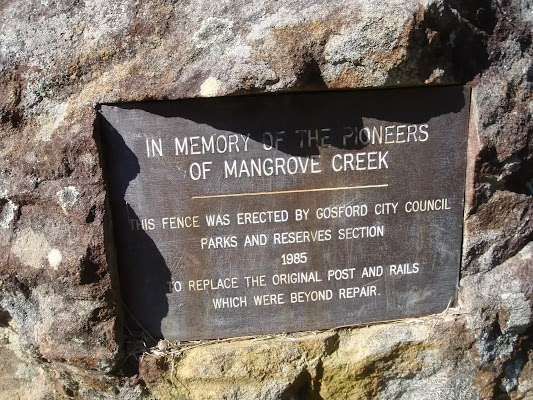 IN MEMORY OF THE PIONEERS
OF MANGROVE CREEK
THIS FENCE WAS ERECTED BY GOSFORD CITY COUNCIL
PARKS AND RESERVES SECTION
1985
TO REPLACE THE ORIGINAL POST AND RAILS
WHICH WERE BEYOND REPAIR.